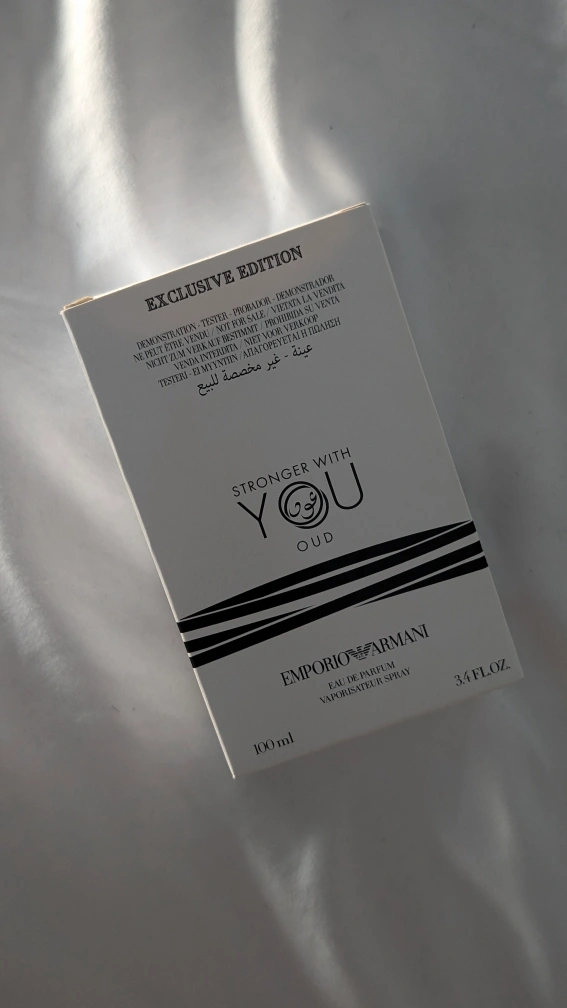 EXCLUSIVE EDITION
DEMONSTRATION - TESTER - PROBADOR - DEMONSTRADOR
NE PEUT ÊTRE VENDU / NOT FOR SALE / VIETATA LA VENDITA
NICHT ZUM VERKAUF BESTIMMT / PROHIBIDA SU VENTA
VENDA INTERDITA / NIET VOOR VERKOOP
TESTERI - EI MYYNTIIN / ΑΠΑΓΟΡΕΥΕΤΑΙ Η ΠΩΛΗΣΗ
عينة - غير مخصصة للبيع
STRONGER WITH
YOU
عود
OUD
EMPORIO ARMANI
EAU DE PARFUM
VAPORISATEUR SPRAY
100 ml
3.4 FL.OZ.